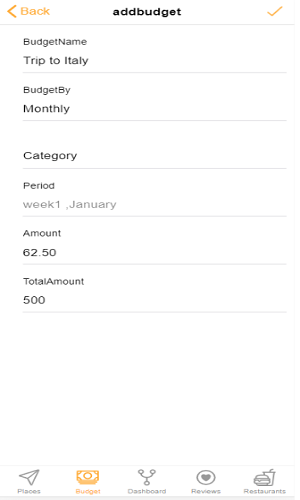 Back
addbudget
BudgetName
Trip to Italy
BudgetBy
Monthly
Category
Period
week1 ,January
Amount
62.50
TotalAmount
500
Places
Budget
Dashboard
Reviews
Restaurants